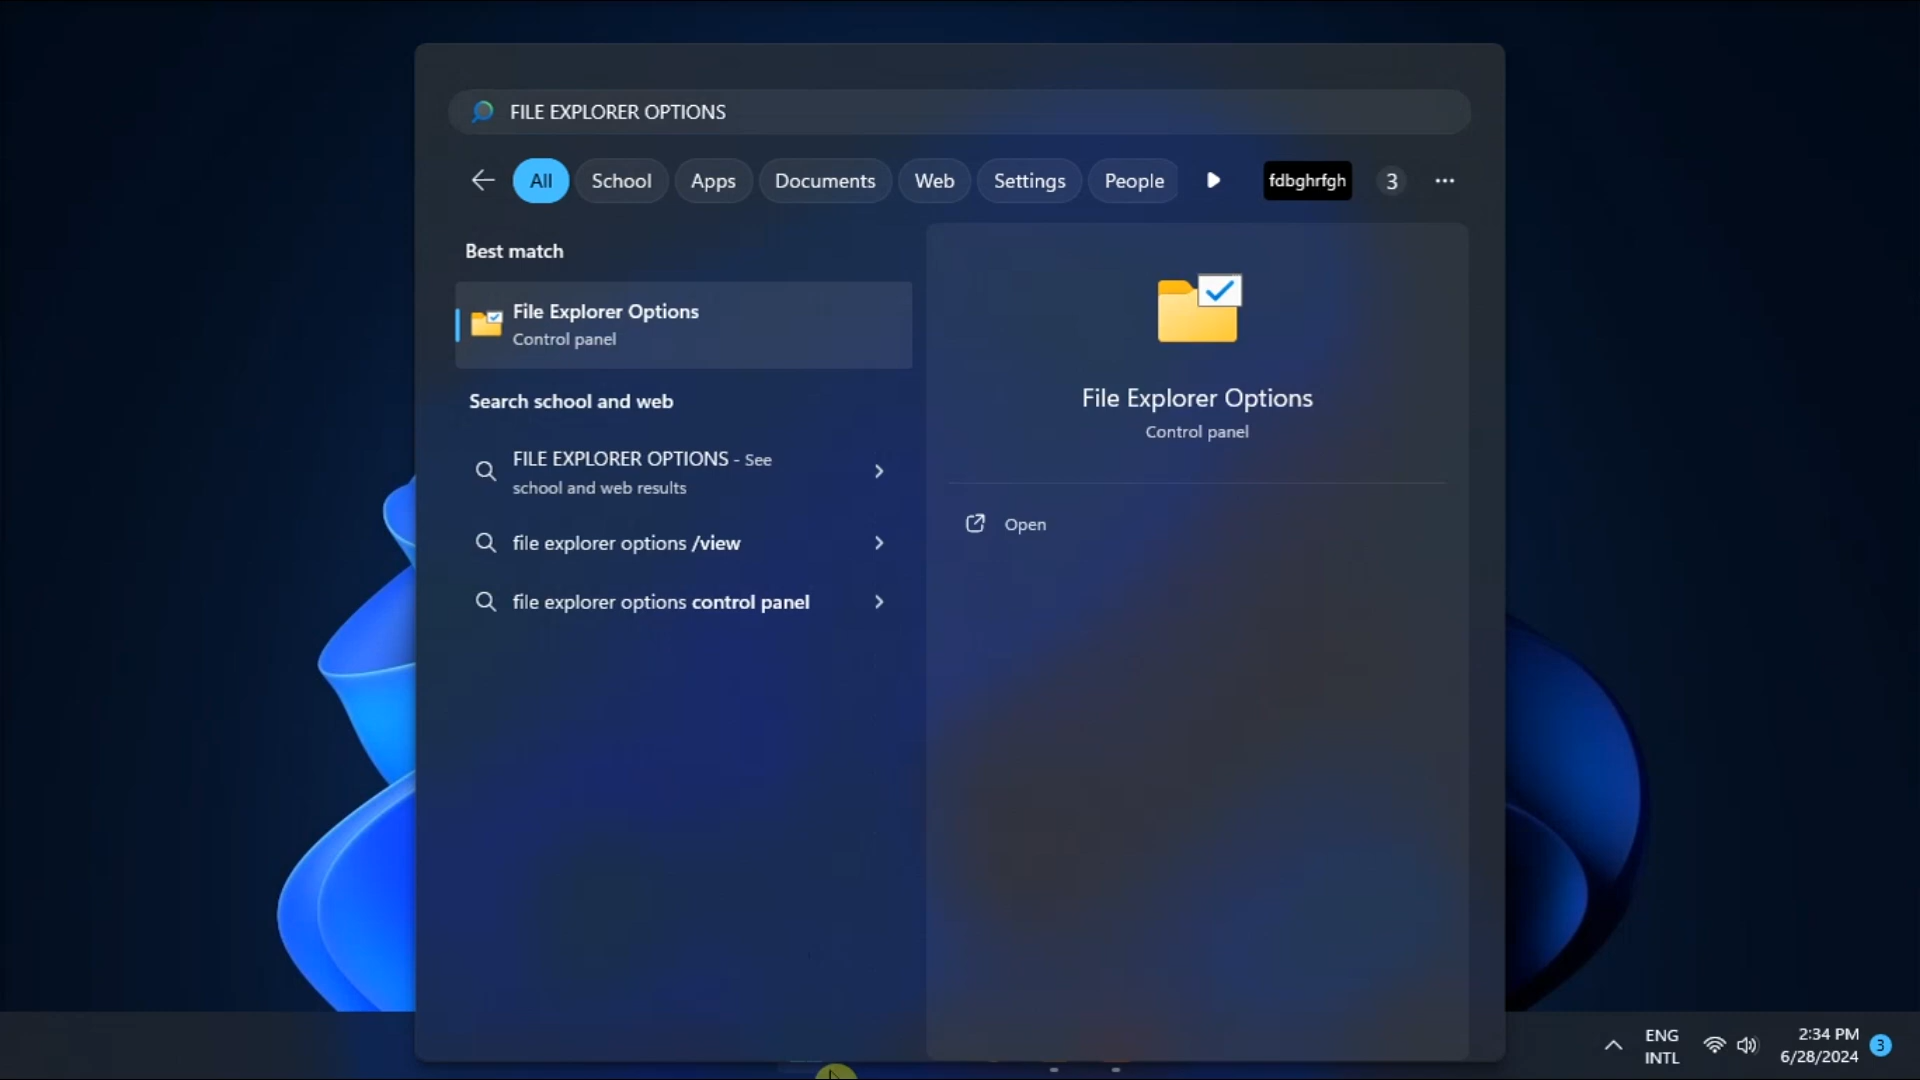 FILE EXPLORER OPTIONS
All School Apps Documents Web Settings People fdbghrfgh 3
Best match
File Explorer Options
Control panel
Search school and web
FILE EXPLORER OPTIONS - See
school and web results
file explorer options /view
file explorer options control panel
File Explorer Options
Control panel
Open
ENG
INTL
2:34 PM
6/28/2024
3